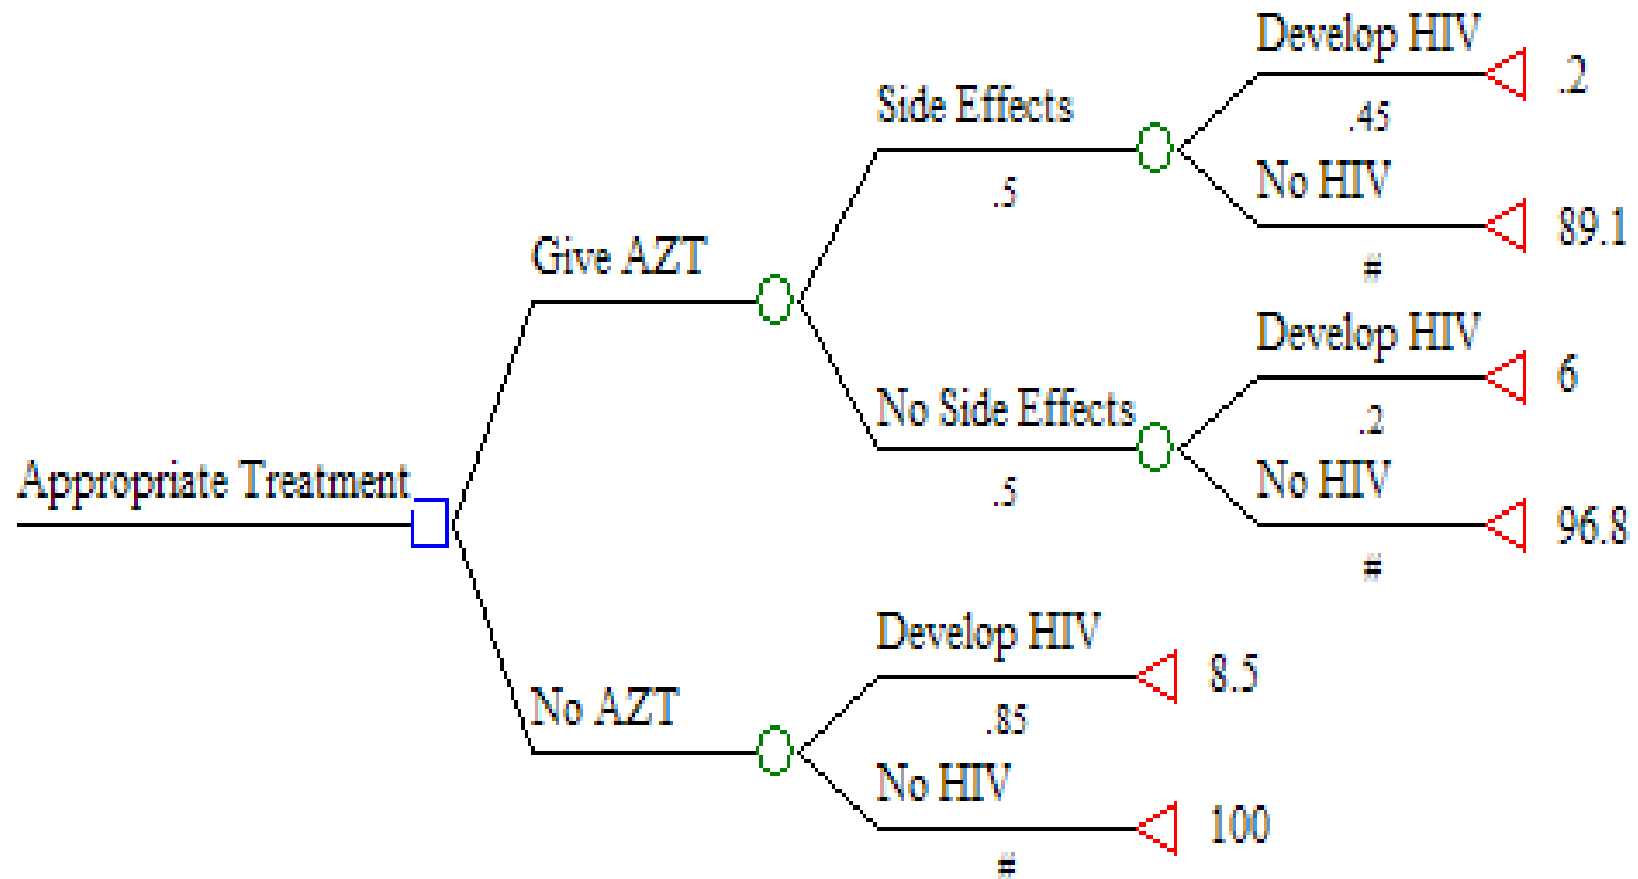 Develop HIV
.2
.45
Side Effects
No HIV
.5
89.1
#
Give AZT
Develop HIV
6
.2
No Side Effects
No HIV
.5
96.8
#
Appropriate Treatment
Develop HIV
8.5
.85
No AZT
No HIV
100
#